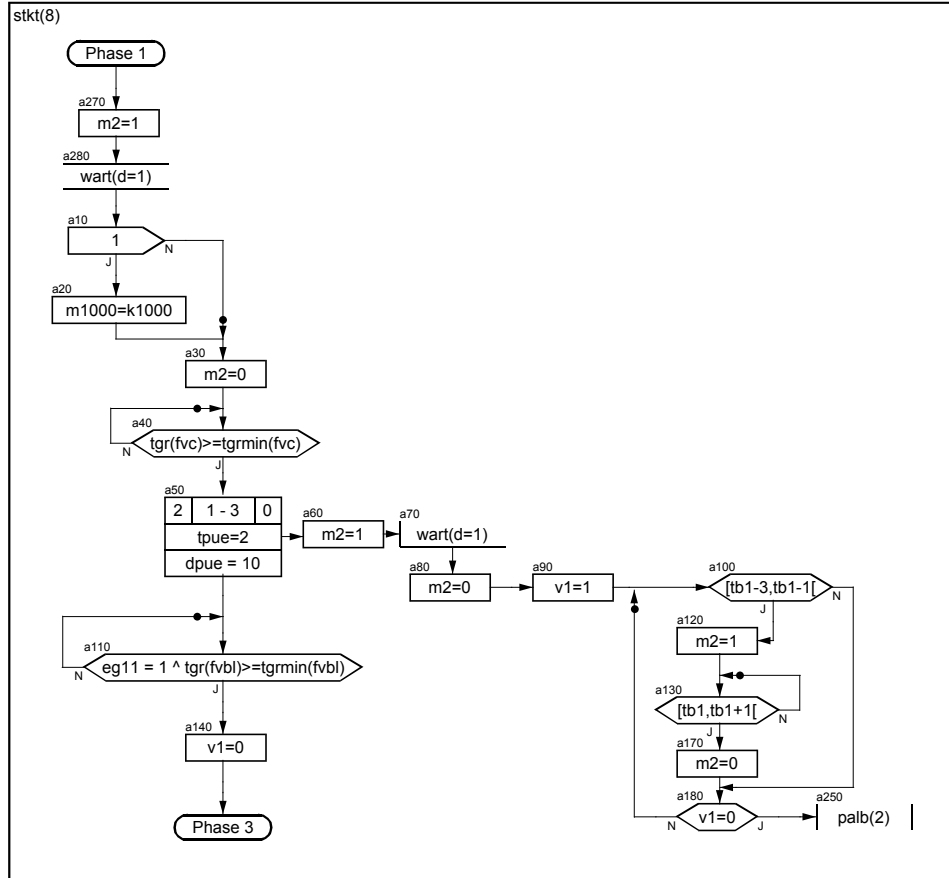 stkt(8)
Phase 1
a270
m2=1
a280
wart(d=1)
a10
1
N
J
a20
m1000=k1000
a30
m2=0
a40
tgr(fvc)>=tgrmin(fvc)
N
J
a50
2 1 - 3 0
tpue=2
dpue = 10
a60
m2=1
a70
wart(d=1)
a80
m2=0
a90
v1=1
a100
[tb1-3,tb1-1[
N
J
a120
m2=1
a110
eg11 = 1 ^ tgr(fvbl)>=tgrmin(fvbl)
N
J
a130
[tb1,tb1+1[
N
J
a140
v1=0
a170
m2=0
a180
v1=0
N
J
a250
palb(2)
Phase 3